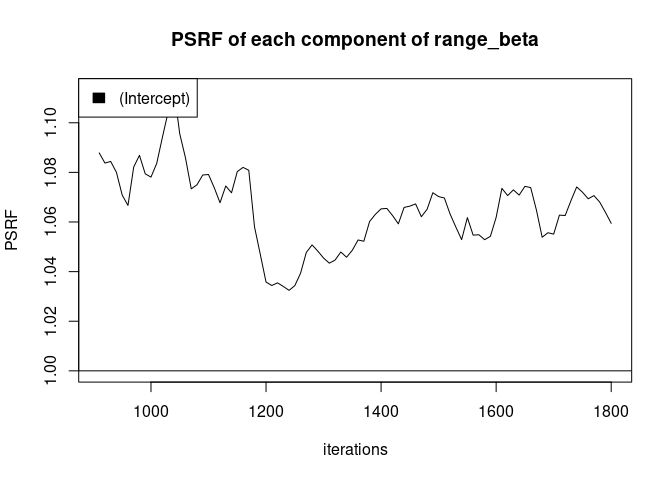 PSRF of each component of range_beta
(Intercept)
PSRF
1.10
1.08
1.06
1.04
1.02
1.00
1000 1200 1400 1600 1800
iterations